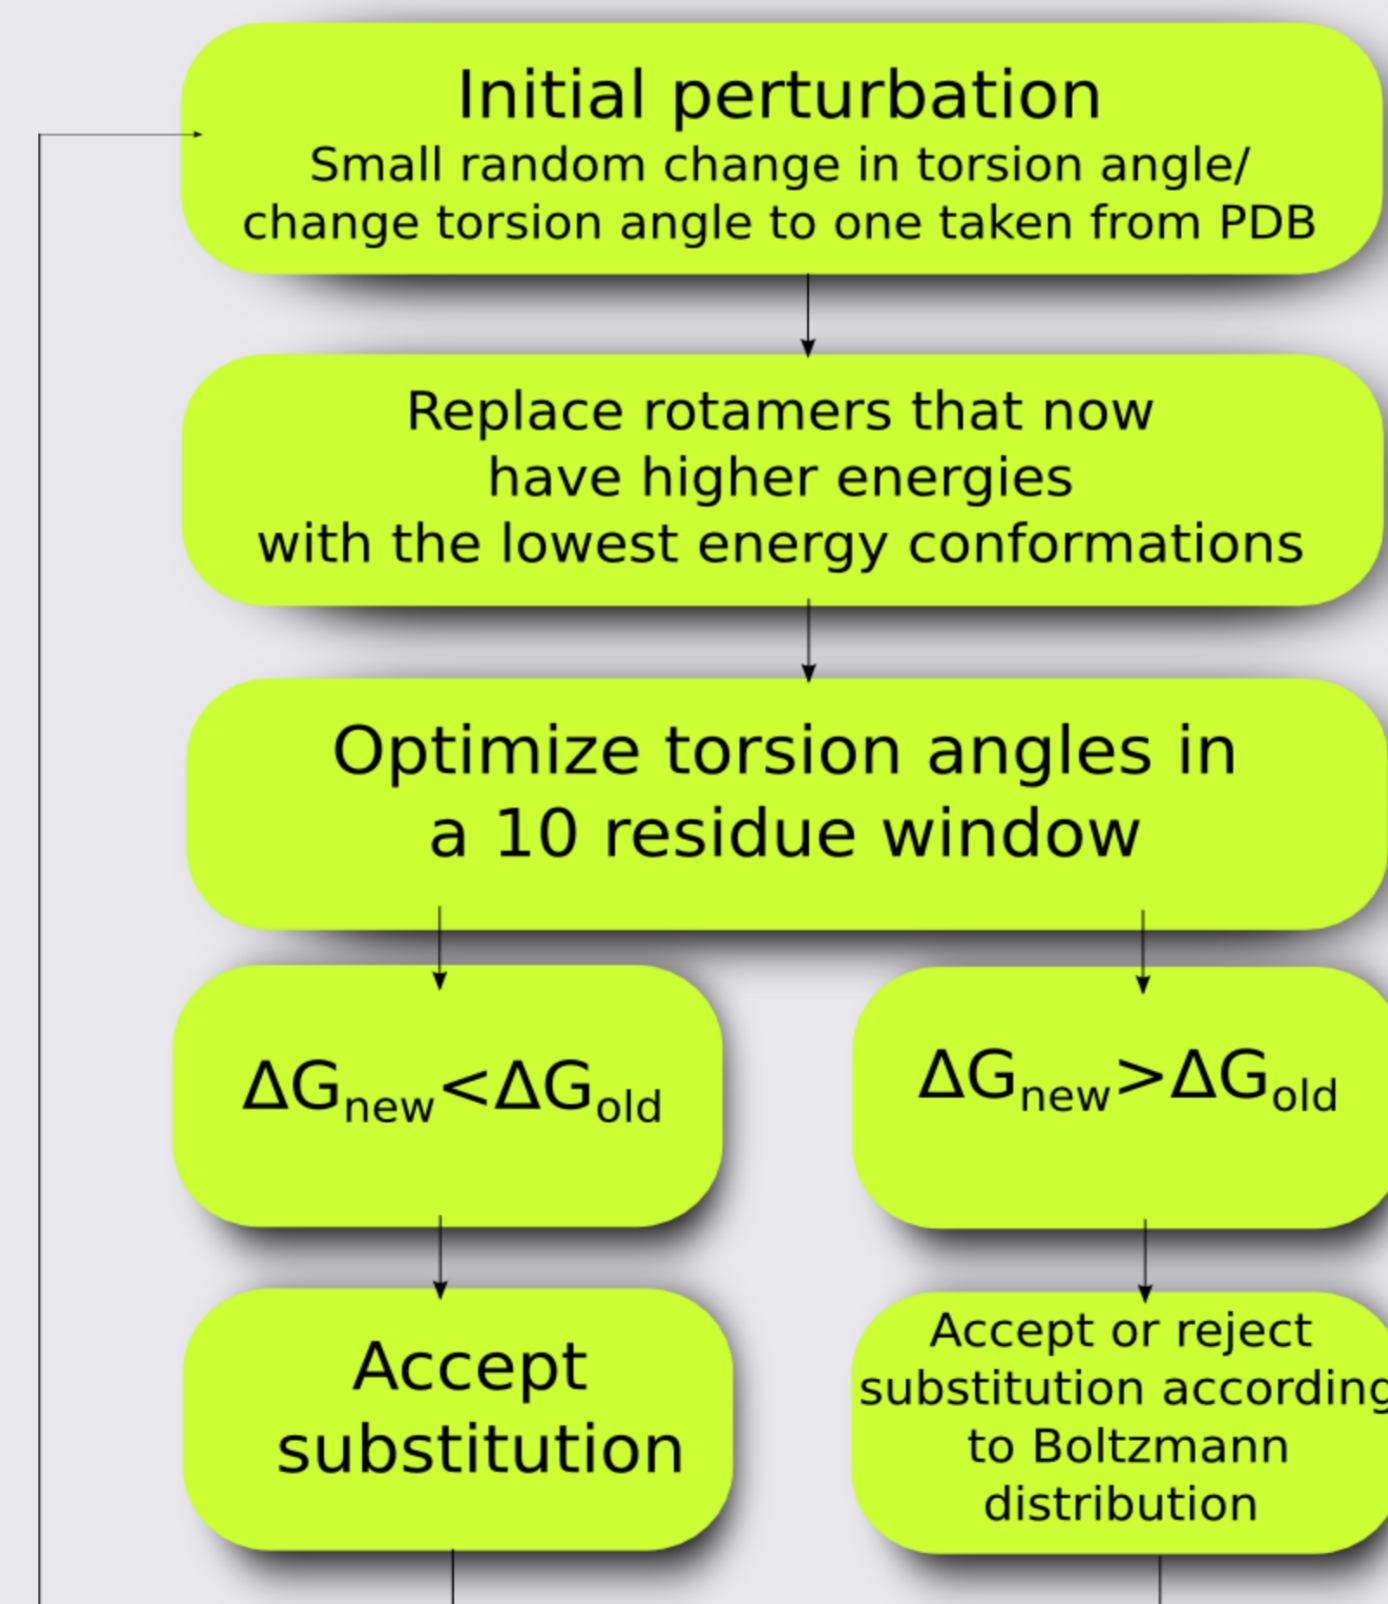 Initial perturbation
Small random change in torsion angle/
change torsion angle to one taken from PDB
Replace rotamers that now
have higher energies
with the lowest energy conformations
Optimize torsion angles in
a 10 residue window
ΔGnew<ΔGold
ΔGnew>ΔGold
Accept
substitution
Accept or reject
substitution according
to Boltzmann
distribution